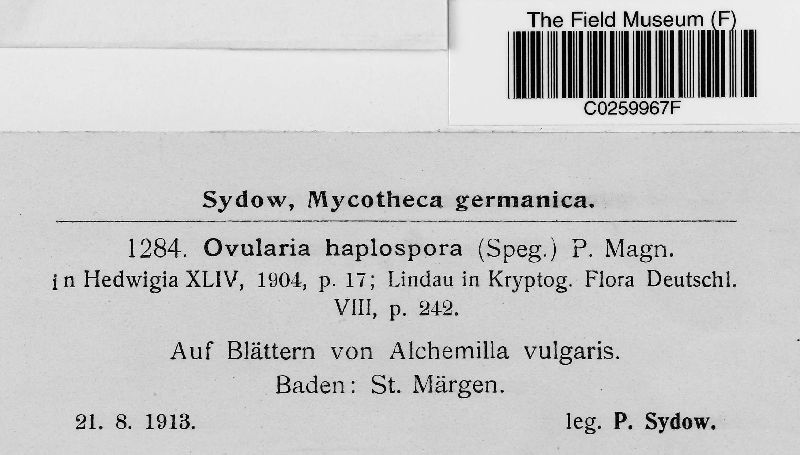 The Field Museum (F)
C0259967F
Sydow, Mycotheca germanica.
1284. Ovularia haplospora (Speg.) P. Magn.
in Hedwigia XLIV, 1904, p. 17; Lindau in Kryptog. Flora Deutschl.
VIII, p. 242.
Auf Blättern von Alchemilla vulgaris.
Baden: St. Märgen.
21. 8. 1913. leg. P. Sydow.